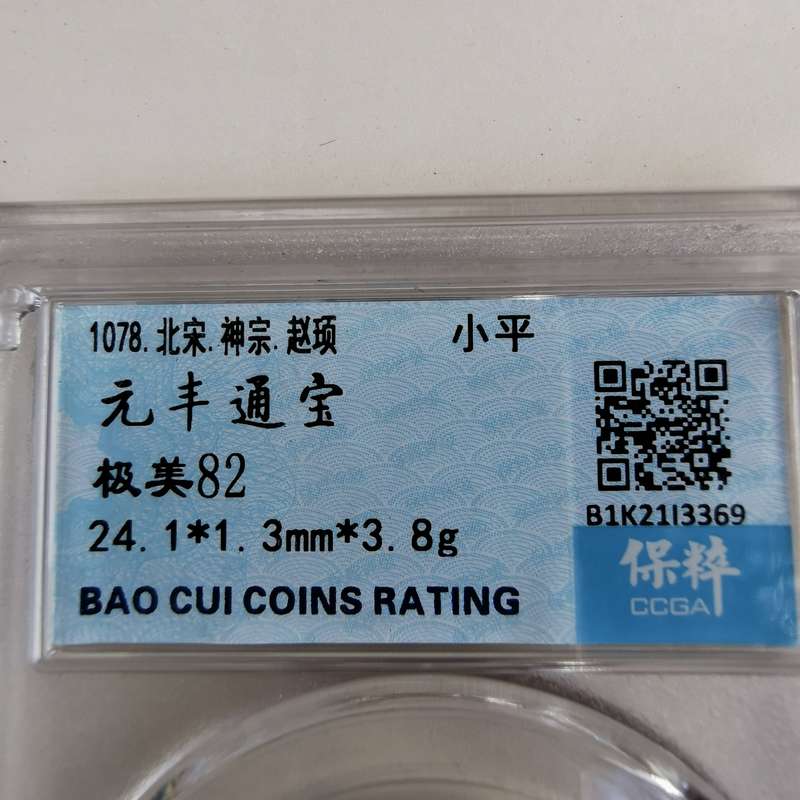 1078.北宋.神宗.赵顼 小平
元丰通宝
极美82
24.1*1.3mm*3.8g
BAO CUI COINS RATING
B1K21I3369
保粹
CCGA